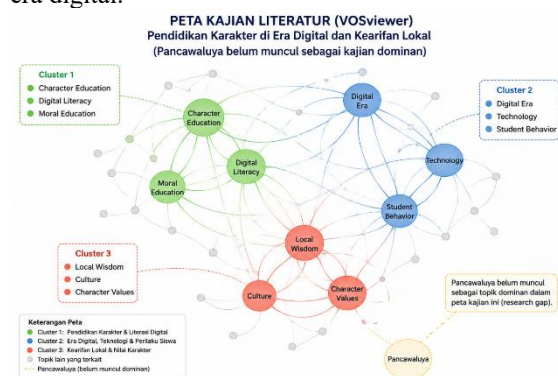 era digital.
PETA KAJIAN LITERATUR (VOSviewer)
Pendidikan Karakter di Era Digital dan Kearifan Lokal
(Pancawaluya belum muncul sebagai kajian dominan)
Cluster 1
Character Education
Digital Literacy
Moral Education
Cluster 2
Digital Era
Technology
Student Behavior
Character
Education
Digital
Era
Digital
Literacy
Technology
Moral
Education
Student
Behavior
Local
Wisdom
Culture
Character
Values
Cluster 3
Local Wisdom
Culture
Character Values
Pancawaluya belum muncul
sebagai topik dominan dalam
peta kajian ini (research gap).
Pancawaluya
Keterangan Peta
Cluster 1: Pendidikan Karakter & Literasi Digital
Cluster 2: Era Digital, Teknologi & Perilaku Siswa
Cluster 3: Kearifan Lokal & Nilai Karakter
Topik lain yang terkait
Pancawaluya (belum muncul dominan)